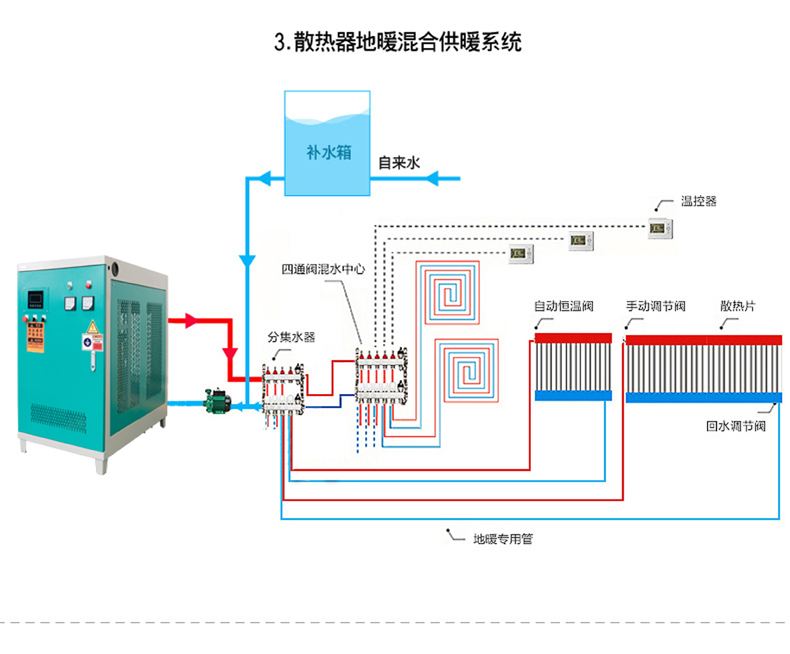 3.散热器地暖混合供暖系统
补水箱
自来水
温控器
四通阀混水中心
分集水器
自动恒温阀
手动调节阀
散热片
回水调节阀
地暖专用管